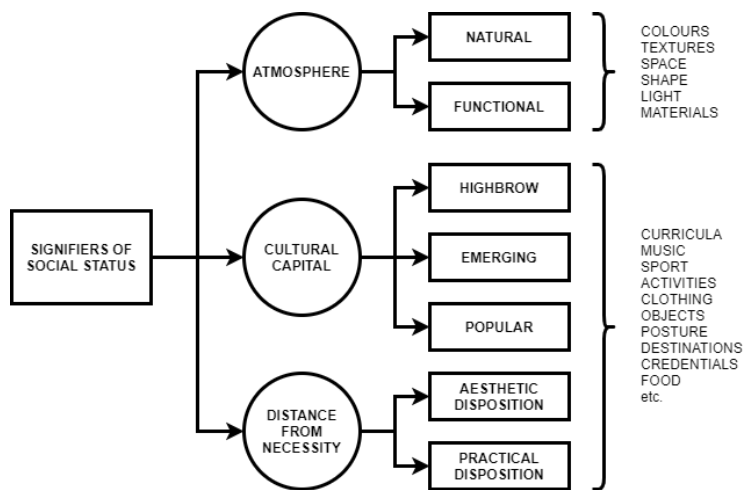 SIGNIFIERS OF
SOCIAL STATUS
ATMOSPHERE
NATURAL
FUNCTIONAL
COLOURS
TEXTURES
SPACE
SHAPE
LIGHT
MATERIALS
CULTURAL
CAPITAL
HIGHBROW
EMERGING
POPULAR
DISTANCE
FROM
NECESSITY
AESTHETIC
DISPOSITION
PRACTICAL
DISPOSITION
CURRICULA
MUSIC
SPORT
ACTIVITIES
CLOTHING
OBJECTS
POSTURE
DESTINATIONS
CREDENTIALS
FOOD
etc.